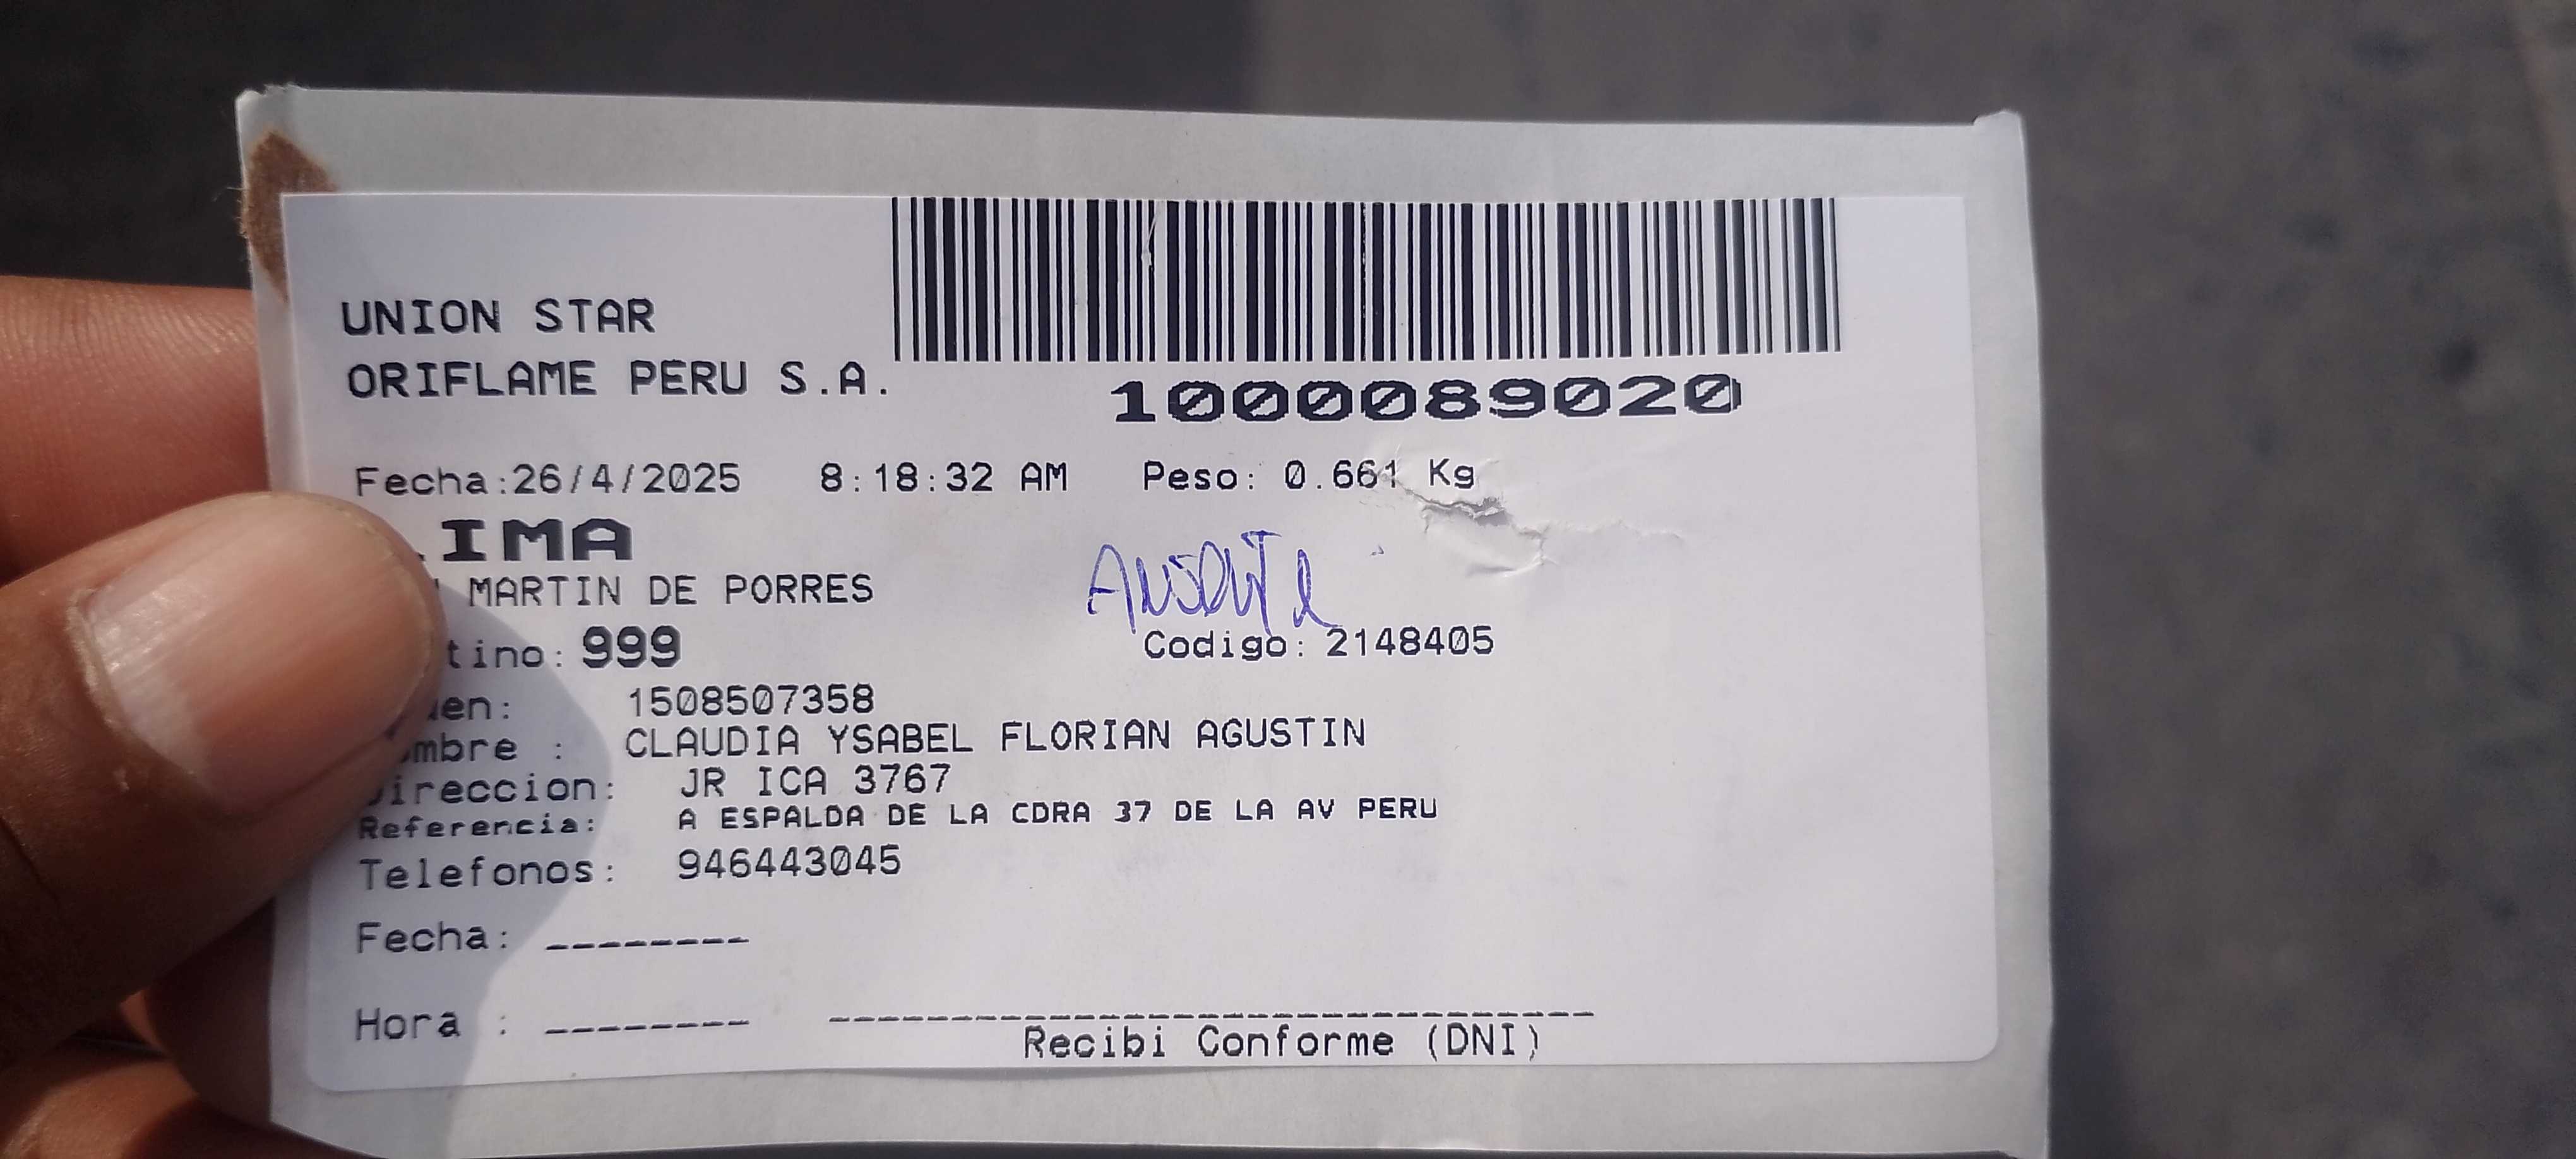 UNION STAR
ORIFLAME PERU S.A.
1000089020
Fecha:26/4/2025 8:18:32 AM Peso: 0.661 Kg
IMA
MARTIN DE PORRES
Ausente
tino: 999 Codigo: 2148405
en: 1508507358
mbre : CLAUDIA YSABEL FLORIAN AGUSTIN
ireccion: JR ICA 3767
Referencia: A ESPALDA DE LA CDRA 37 DE LA AV PERU
Telefonos: 946443045
Fecha: ________
Hora : ________
Recibi Conforme (DNI)